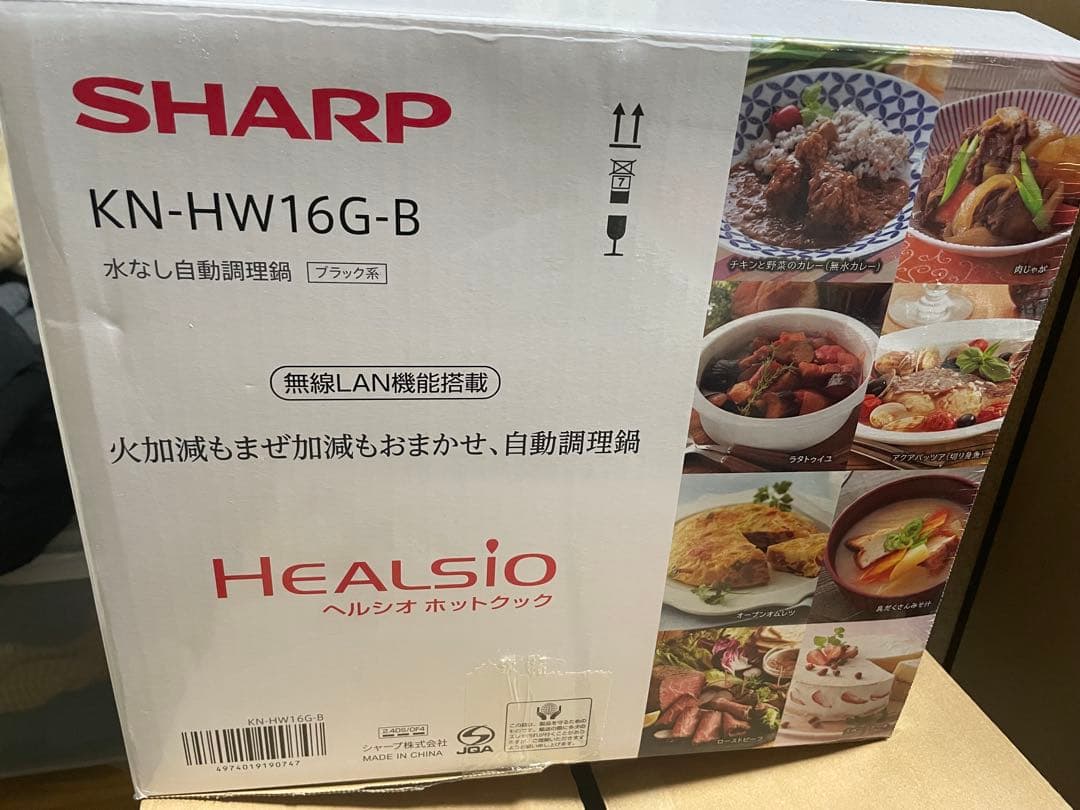 SHARP
KN-HW16G-B
水なし自動調理鍋 ブラック系
7
無線LAN機能搭載
火加減もまぜ加減もおまかせ、自動調理鍋
HEALSIO
ヘルシオ ホットクック
チキンと野菜のカレー(無水カレー)
肉じゃが
ラタトゥイユ
アクアパッツァ(切り身魚)
オープンオムレツ
具だくさんみそ汁
ローストビーフ
KN-HW16G-B
4974019190747
2.4DS/OF4
シャープ株式会社
MADE IN CHINA
JQA